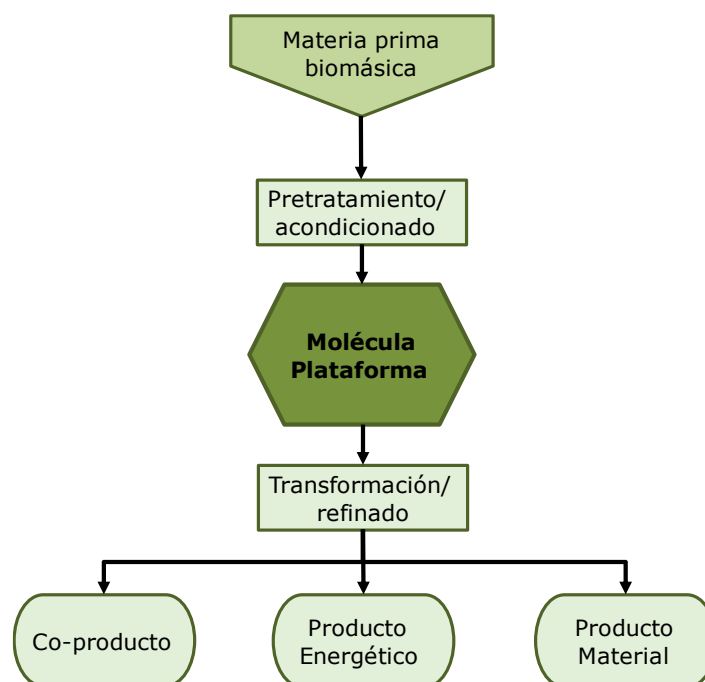 Materia prima
biomásica
Pretratamiento/
acondicionado
Molécula
Plataforma
Transformación/
refinado
Co-producto
Producto
Energético
Producto
Material